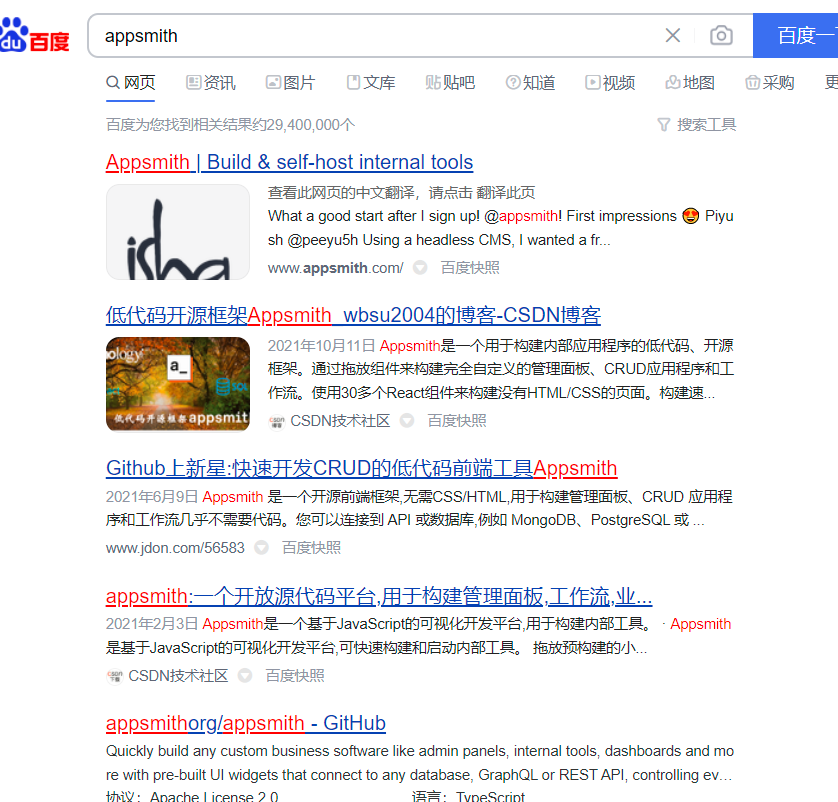 du 百度
appsmith
百度一
网页 资讯 图片 文库 贴吧 知道 视频 地图 采购 更
百度为您找到相关结果约29,400,000个 搜索工具
Appsmith | Build & self-host internal tools
查看此网页的中文翻译，请点击 翻译此页
What a good start after I sign up! @appsmith! First impressions 😍 Piyu
sh @peeyu5h Using a headless CMS, I wanted a fr...
isha
www.appsmith.com/ 百度快照
低代码开源框架Appsmith_wbsu2004的博客-CSDN博客
2021年10月11日 Appsmith是一个用于构建内部应用程序的低代码、开源
框架。通过拖放组件来构建完全自定义的管理面板、CRUD应用程序和工
作流。使用30多个React组件来构建没有HTML/CSS的页面。构建速...
ology
a_
SQL
低代码开源框架appsmit
CSDN技术社区 百度快照
Github上新星:快速开发CRUD的低代码前端工具Appsmith
2021年6月9日 Appsmith 是一个开源前端框架,无需CSS/HTML,用于构建管理面板、CRUD 应用程
序和工作流几乎不需要代码。您可以连接到 API 或数据库,例如 MongoDB、PostgreSQL 或 ...
www.jdon.com/56583 百度快照
appsmith:一个开放源代码平台,用于构建管理面板,工作流,业...
2021年2月3日 Appsmith是一个基于JavaScript的可视化开发平台,用于构建内部工具。 · Appsmith
是基于JavaScript的可视化开发平台,可快速构建和启动内部工具。 拖放预构建的小...
CSDN技术社区 百度快照
appsmithorg/appsmith - GitHub
Quickly build any custom business software like admin panels, internal tools, dashboards and mo
re with pre-built UI widgets that connect to any database, GraphQL or REST API, controlling ev...
协议：Apache License 2.0 语言：TypeScript